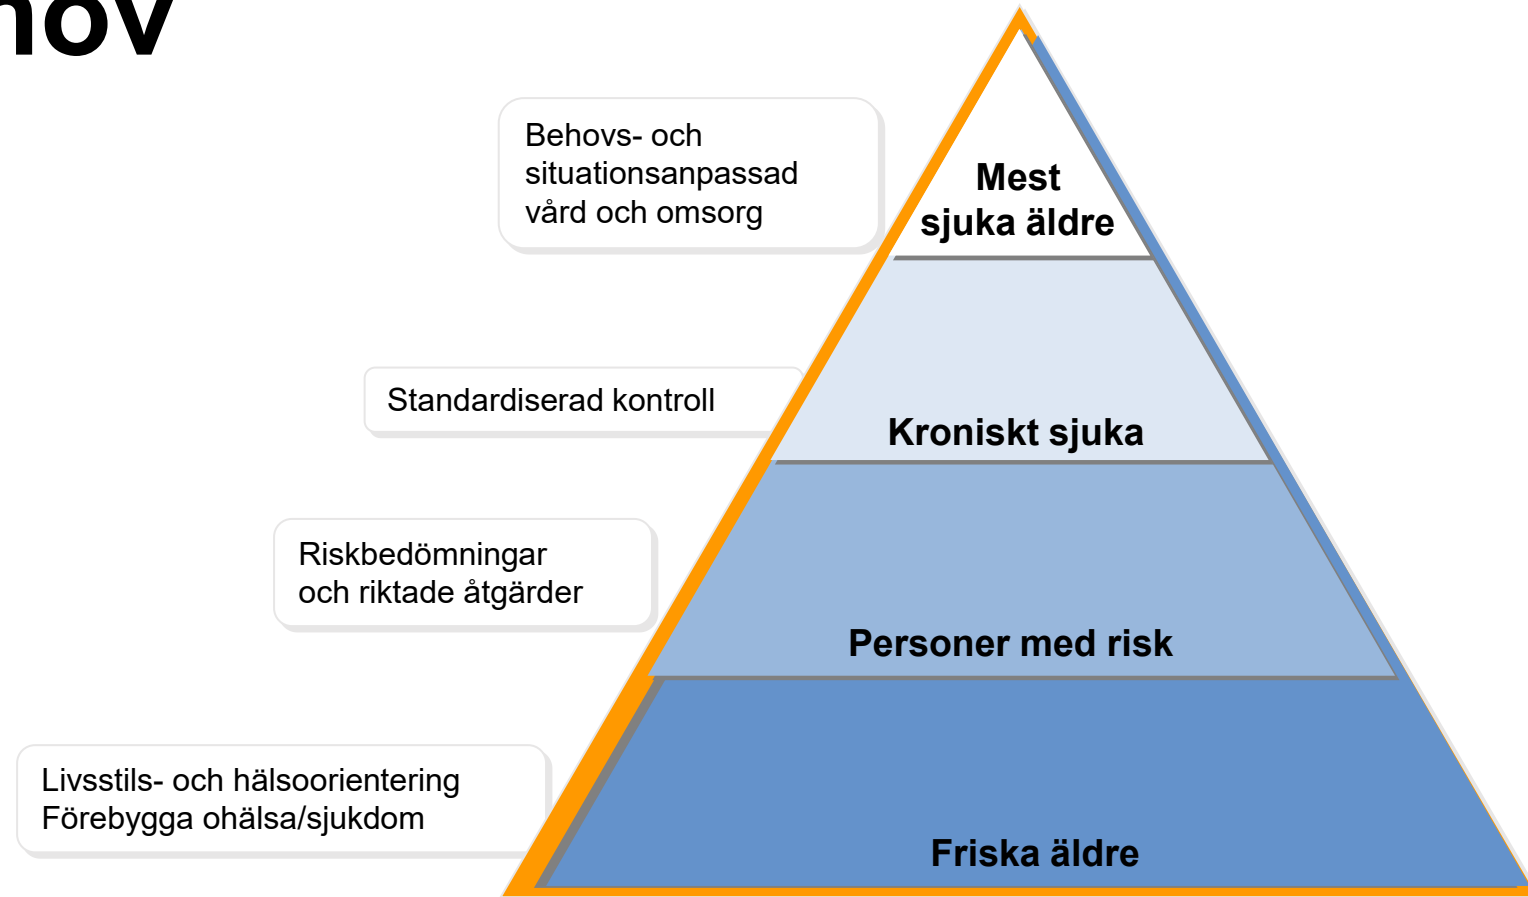 hov
Behovs- och
situationsanpassad
vård och omsorg
Mest
sjuka äldre
Standardiserad kontroll
Kroniskt sjuka
Riskbedömningar
och riktade åtgärder
Personer med risk
Livsstils- och hälsoorientering
Förebygga ohälsa/sjukdom
Friska äldre